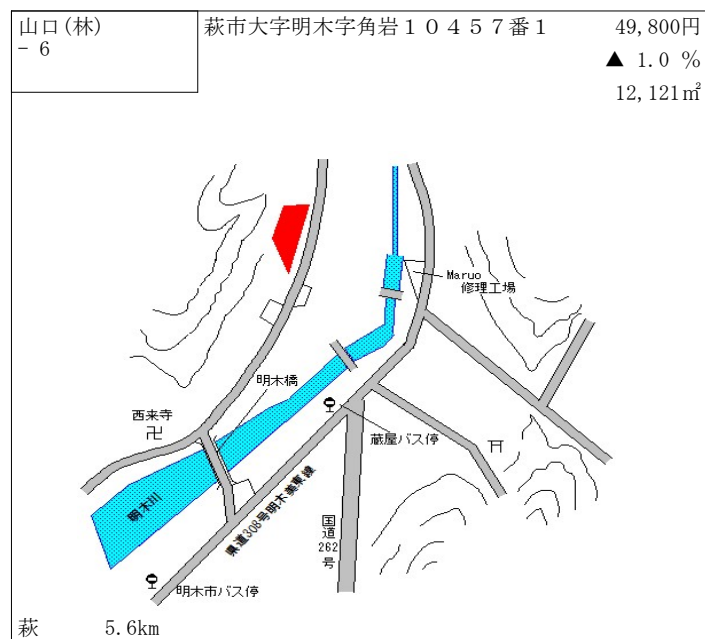 山口(林)
－6
萩市大字明木字角岩１０４５７番１
49,800円
▲ 1.0 %
12,121㎡
Maruo
修理工場
明木橋
西来寺
卍
蔵屋バス停
明木川
県道308号明木美東線
国道
262
号
明木市バス停
萩 5.6km